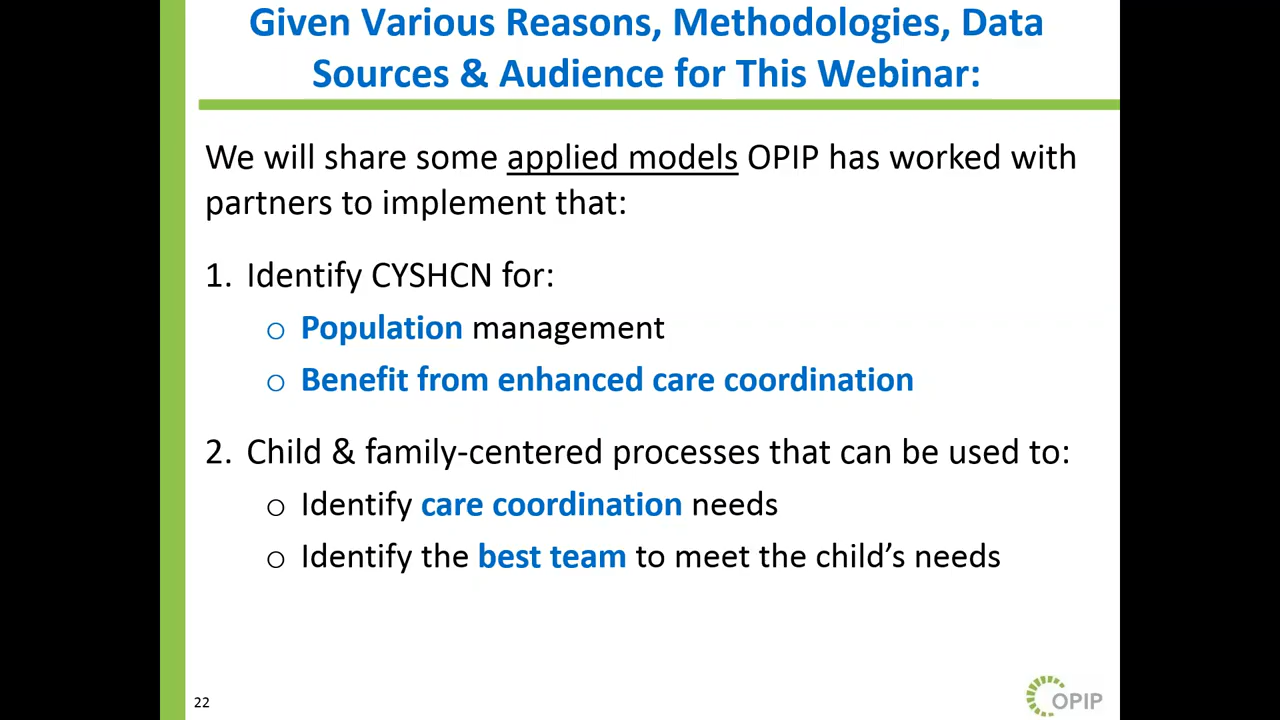 Given Various Reasons, Methodologies, Data
Sources & Audience for This Webinar:
We will share some applied models OPIP has worked with
partners to implement that:
1. Identify CYSHCN for:
o Population management
o Benefit from enhanced care coordination
2. Child & family-centered processes that can be used to:
o Identify care coordination needs
o Identify the best team to meet the child’s needs
22
OPIP